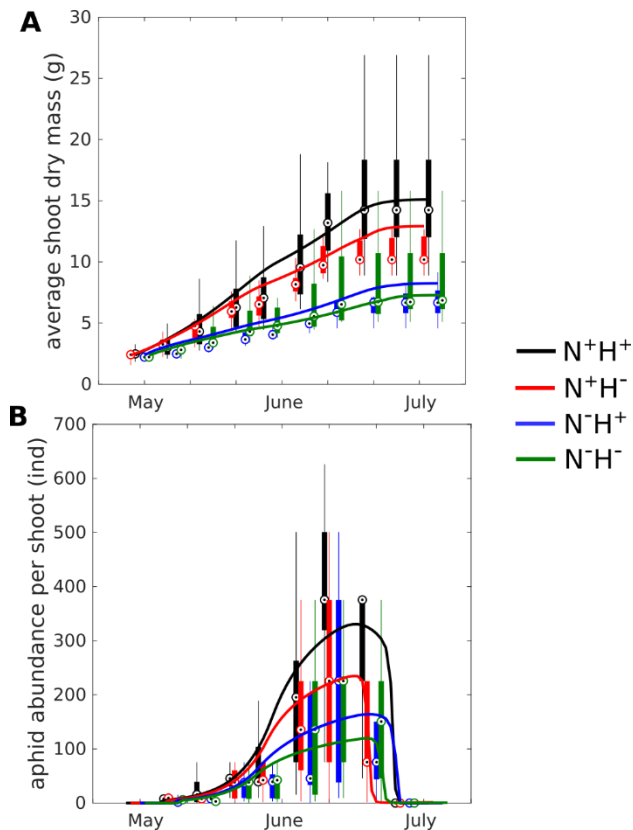 A
30
25
20
15
10
5
0
average shoot dry mass (g)
May June July
N⁺H⁺
N⁺H⁻
N⁻H⁺
N⁻H⁻
B
700
600
500
400
300
200
100
0
aphid abundance per shoot (ind)
May June July